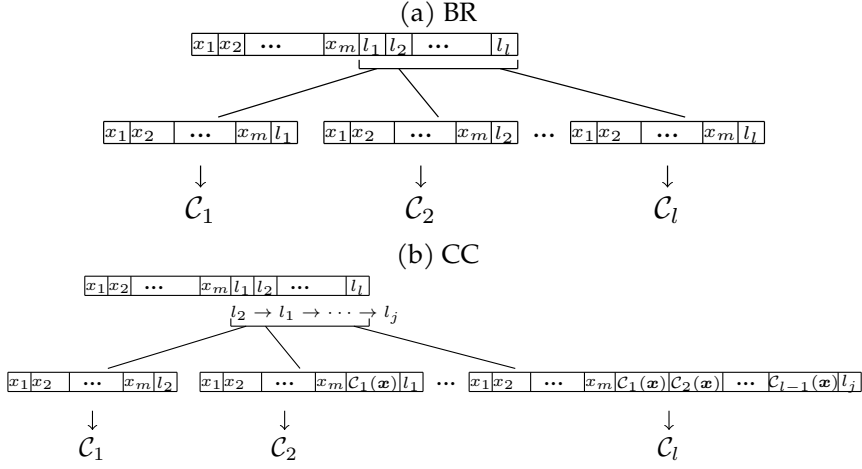 (a) BR
x₁ x₂ ... xₘ l₁ l₂ ... lₗ
x₁ x₂ ... xₘ l₁ x₁ x₂ ... xₘ l₂ ... x₁ x₂ ... xₘ lₗ
↓ ↓ ↓
𝒞₁ 𝒞₂ 𝒞ₗ
(b) CC
x₁ x₂ ... xₘ l₁ l₂ ... lₗ
l₂ → l₁ → ⋯ → lⱼ
x₁ x₂ ... xₘ l₂ x₁ x₂ ... xₘ 𝒞₁(𝒙) l₁ ... x₁ x₂ ... xₘ 𝒞₁(𝒙) 𝒞₂(𝒙) ... 𝒞ₗ₋₁(𝒙) lⱼ
↓ ↓ ↓
𝒞₁ 𝒞₂ 𝒞ₗ